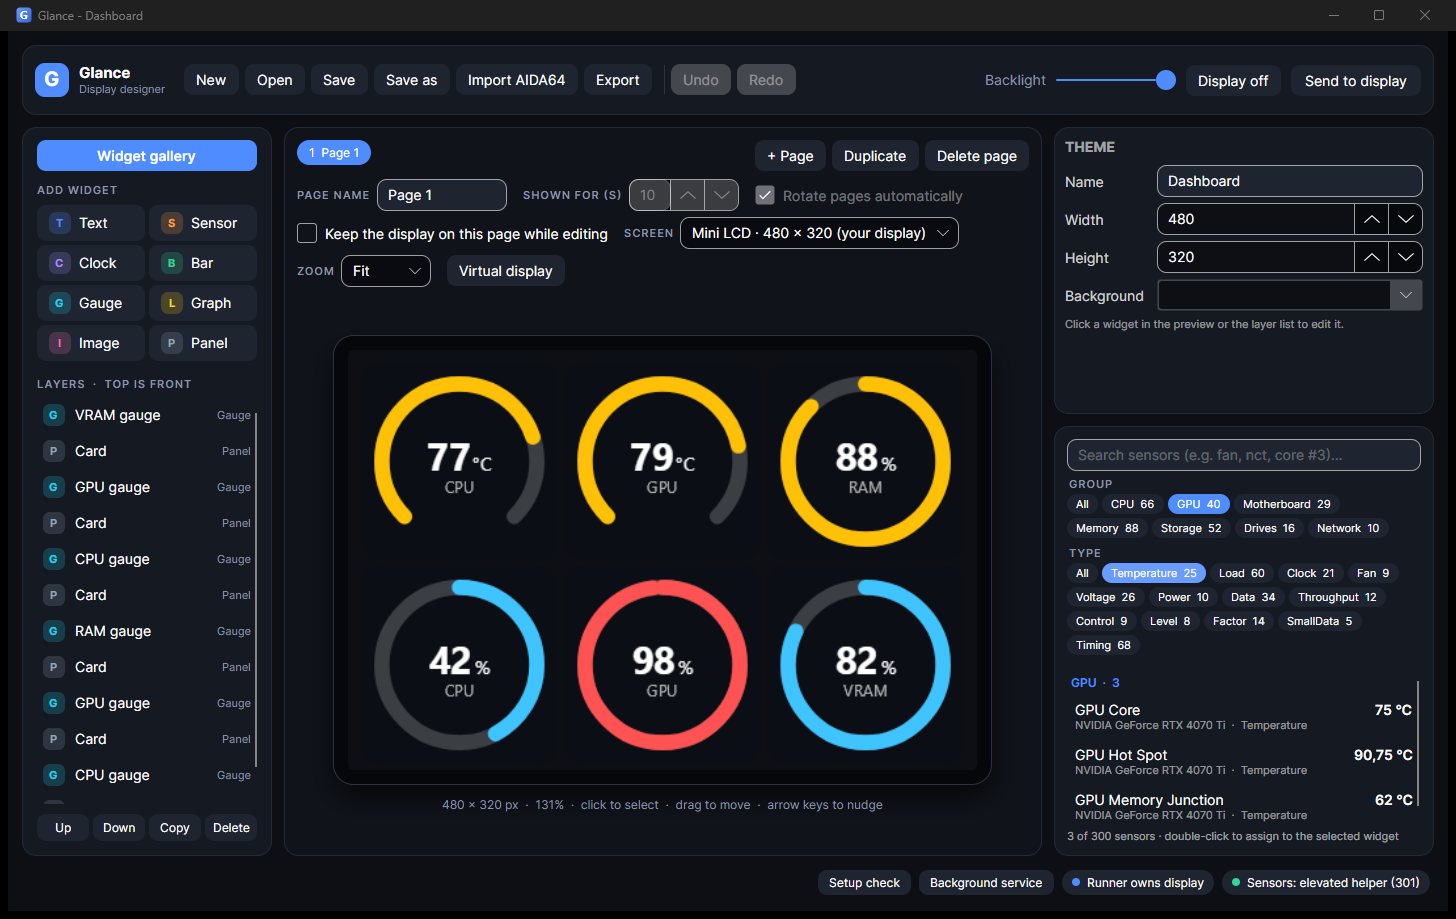 G Glance - Dashboard
G Glance
Display designer
New Open Save Save as Import AIDA64 Export Undo Redo
Backlight Display off Send to display
Widget gallery
ADD WIDGET
T Text S Sensor
C Clock B Bar
G Gauge L Graph
I Image P Panel
LAYERS · TOP IS FRONT
G VRAM gauge Gauge
P Card Panel
G GPU gauge Gauge
P Card Panel
G CPU gauge Gauge
P Card Panel
G RAM gauge Gauge
P Card Panel
G GPU gauge Gauge
P Card Panel
G CPU gauge Gauge
Up Down Copy Delete
1 Page 1 + Page Duplicate Delete page
PAGE NAME Page 1 SHOWN FOR (S) 10 Rotate pages automatically
Keep the display on this page while editing SCREEN Mini LCD · 480 × 320 (your display)
ZOOM Fit Virtual display
77°C
CPU
79°C
GPU
88%
RAM
42%
CPU
98%
GPU
82%
VRAM
480 × 320 px · 131% · click to select · drag to move · arrow keys to nudge
THEME
Name Dashboard
Width 480
Height 320
Background
Click a widget in the preview or the layer list to edit it.
Search sensors (e.g. fan, nct, core #3)...
GROUP
All CPU 66 GPU 40 Motherboard 29
Memory 88 Storage 52 Drives 16 Network 10
TYPE
All Temperature 25 Load 60 Clock 21 Fan 9
Voltage 26 Power 10 Data 34 Throughput 12
Control 9 Level 8 Factor 14 SmallData 5
Timing 68
GPU · 3
GPU Core 75 °C
NVIDIA GeForce RTX 4070 Ti · Temperature
GPU Hot Spot 90,75 °C
NVIDIA GeForce RTX 4070 Ti · Temperature
GPU Memory Junction 62 °C
NVIDIA GeForce RTX 4070 Ti · Temperature
3 of 300 sensors · double-click to assign to the selected widget
Setup check Background service Runner owns display Sensors: elevated helper (301)